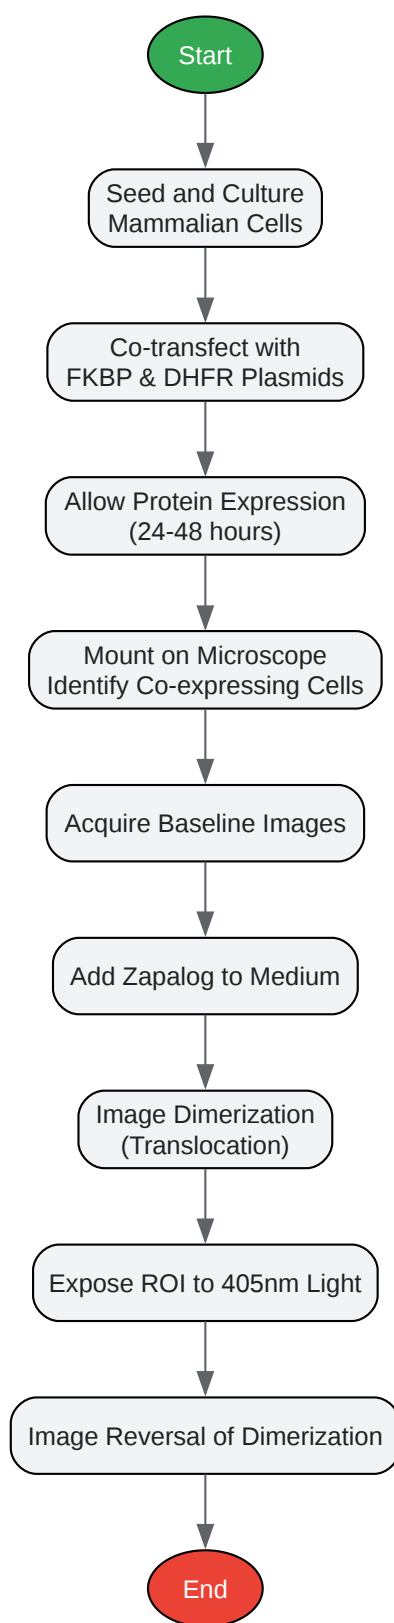 Start
Seed and Culture
Mammalian Cells
Co-transfect with
FKBP & DHFR Plasmids
Allow Protein Expression
(24-48 hours)
Mount on Microscope
Identify Co-expressing Cells
Acquire Baseline Images
Add Zapalog to Medium
Image Dimerization
(Translocation)
Expose ROI to 405nm Light
Image Reversal of Dimerization
End